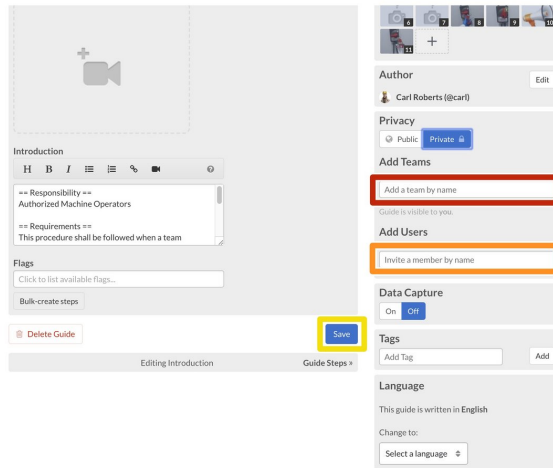 Introduction
H B I
== Responsibility ==
Authorized Machine Operators
== Requirements ==
This procedure shall be followed when a team
Flags
Click to list available flags...
Bulk-create steps
Delete Guide
Save
Editing Introduction
Guide Steps »
6 7 8 9 10
11 +
Author
Edit
Carl Roberts (@carl)
Privacy
Public Private
Add Teams
Add a team by name
Guide is visible to you.
Add Users
Invite a member by name
Data Capture
On Off
Tags
Add Tag
Add
Language
This guide is written in English
Change to:
Select a language